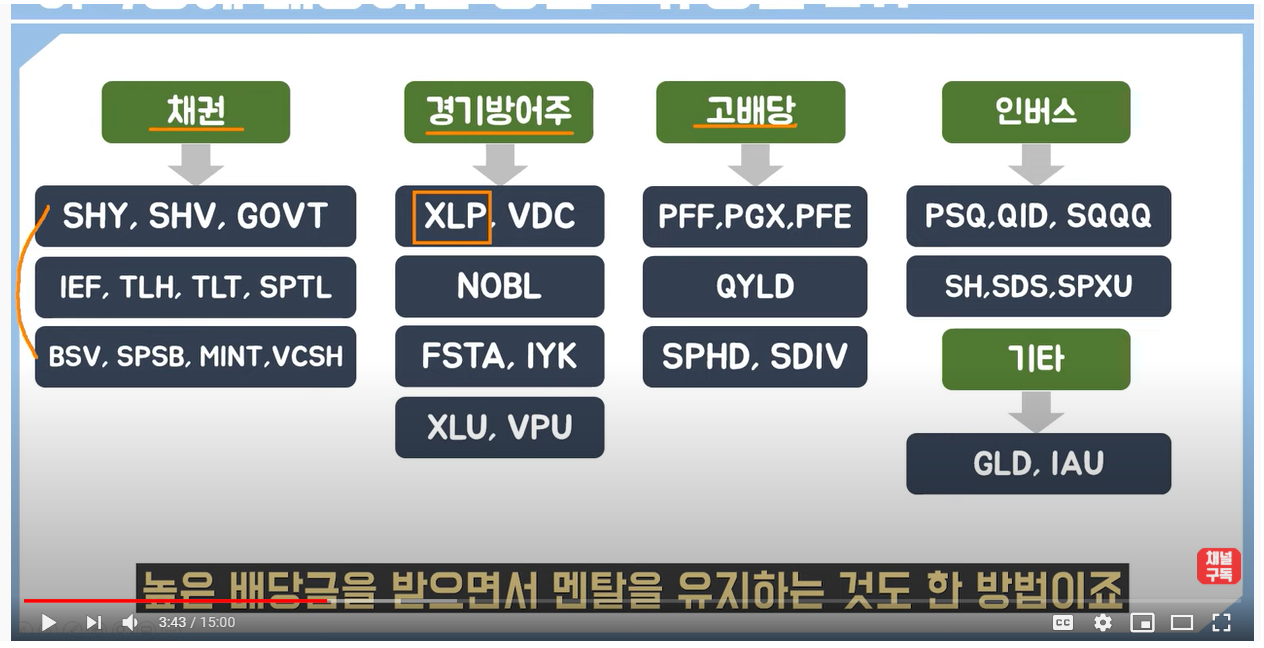 채권
SHY, SHV, GOVT
IEF, TLH, TLT, SPTL
BSV, SPSB, MINT,VCSH
경기방어주
XLP, VDC
NOBL
FSTA, IYK
XLU, VPU
고배당
PFF,PGX,PFE
QYLD
SPHD, SDIV
인버스
PSQ,QID, SQQQ
SH,SDS,SPXU
기타
GLD, IAU
채널
구독
높은 배당금을 받으면서 멘탈을 유지하는 것도 한 방법이죠
3:43 / 15:00
CC